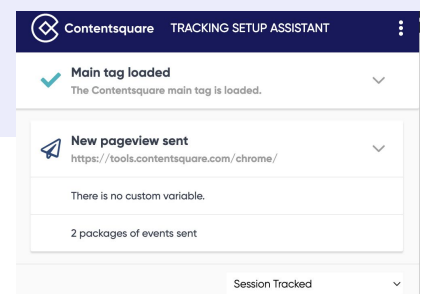 Contentsquare TRACKING SETUP ASSISTANT
Main tag loaded
The Contentsquare main tag is loaded.
New pageview sent
https://tools.contentsquare.com/chrome/
There is no custom variable.
2 packages of events sent
Session Tracked